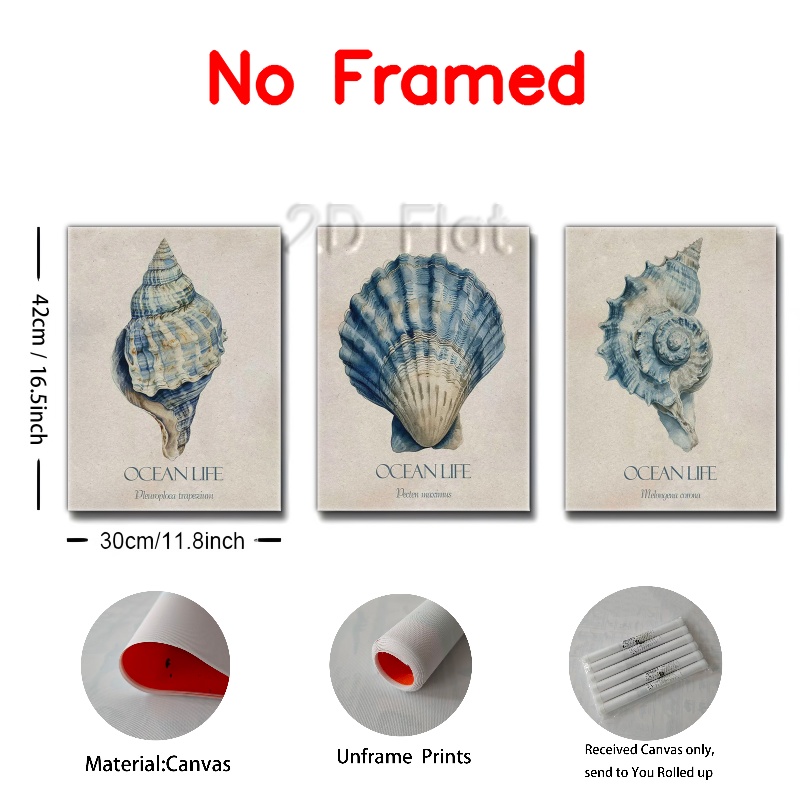 No Framed
2D Flat
42cm / 16.5inch
OCEAN LIFE
Pleuroploca trapezium
OCEAN LIFE
Pecten maximus
OCEAN LIFE
Melongena corona
30cm/11.8inch
Material:Canvas
Unframe Prints
Received Canvas only,
send to You Rolled up